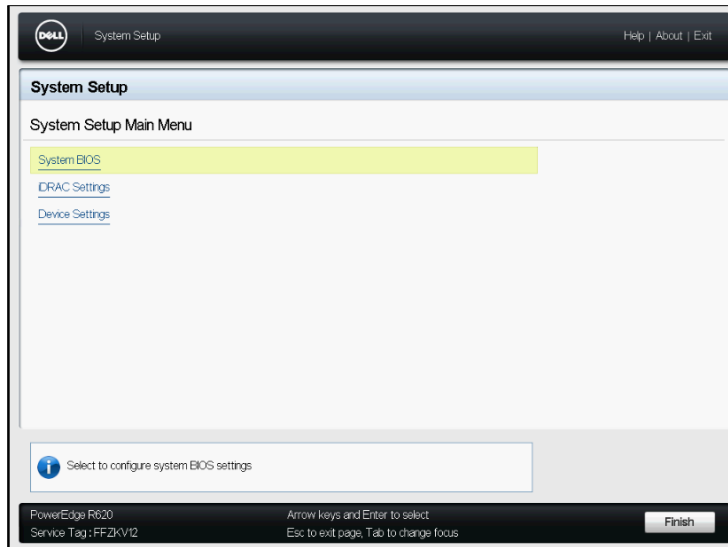 DELL
System Setup
Help | About | Exit
System Setup
System Setup Main Menu
System BIOS
iDRAC Settings
Device Settings
Select to configure system BIOS settings
PowerEdge R620
Service Tag : FFZKV12
Arrow keys and Enter to select
Esc to exit page, Tab to change focus
Finish